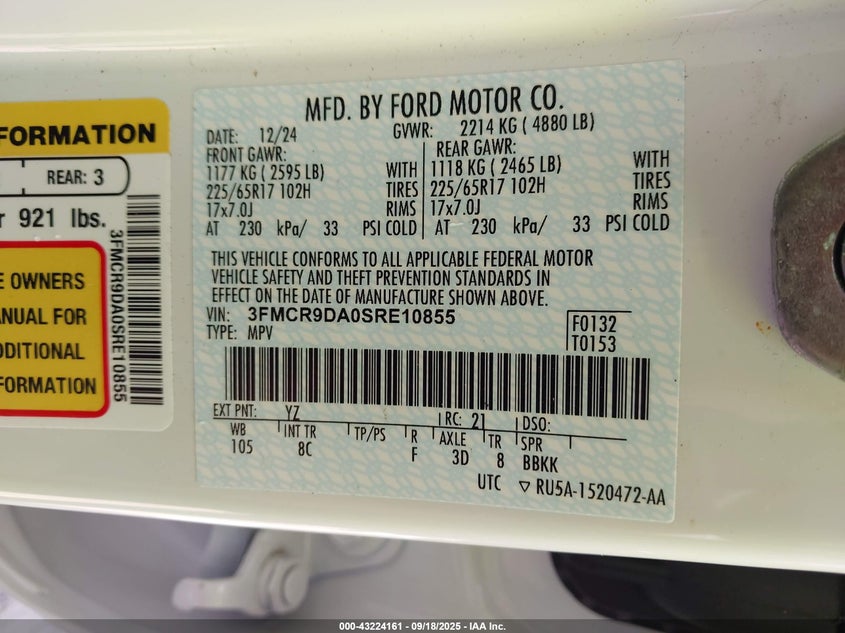 FORMATION
REAR: 3
921 lbs.
OWNERS
MANUAL FOR
FORMATION
3FMCR9DA0SRE10855
MFD. BY FORD MOTOR CO.
DATE: 12/24 GVWR: 2214 KG ( 4880 LB)
FRONT GAWR: REAR GAWR:
1177 KG ( 2595 LB) WITH 1118 KG ( 2465 LB) WITH
225/65R17 102H TIRES 225/65R17 102H TIRES
17x7.0J RIMS 17x7.0J RIMS
AT 230 kPa/ 33 PSI COLD AT 230 kPa/ 33 PSI COLD
THIS VEHICLE CONFORMS TO ALL APPLICABLE FEDERAL MOTOR
VEHICLE SAFETY AND THEFT PREVENTION STANDARDS IN
EFFECT ON THE DATE OF MANUFACTURE SHOWN ABOVE.
VIN: 3FMCR9DA0SRE10855 F0132
TYPE: MPV T0153
EXT PNT: YZ RC: 21 DSO:
WB INT TR TP/PS R AXLE TR SPR
105 8C F 3D 8 BBKK
UTC ▽ RU5A-1520472-AA
000-43224161 - 09/18/2025 - IAA Inc.